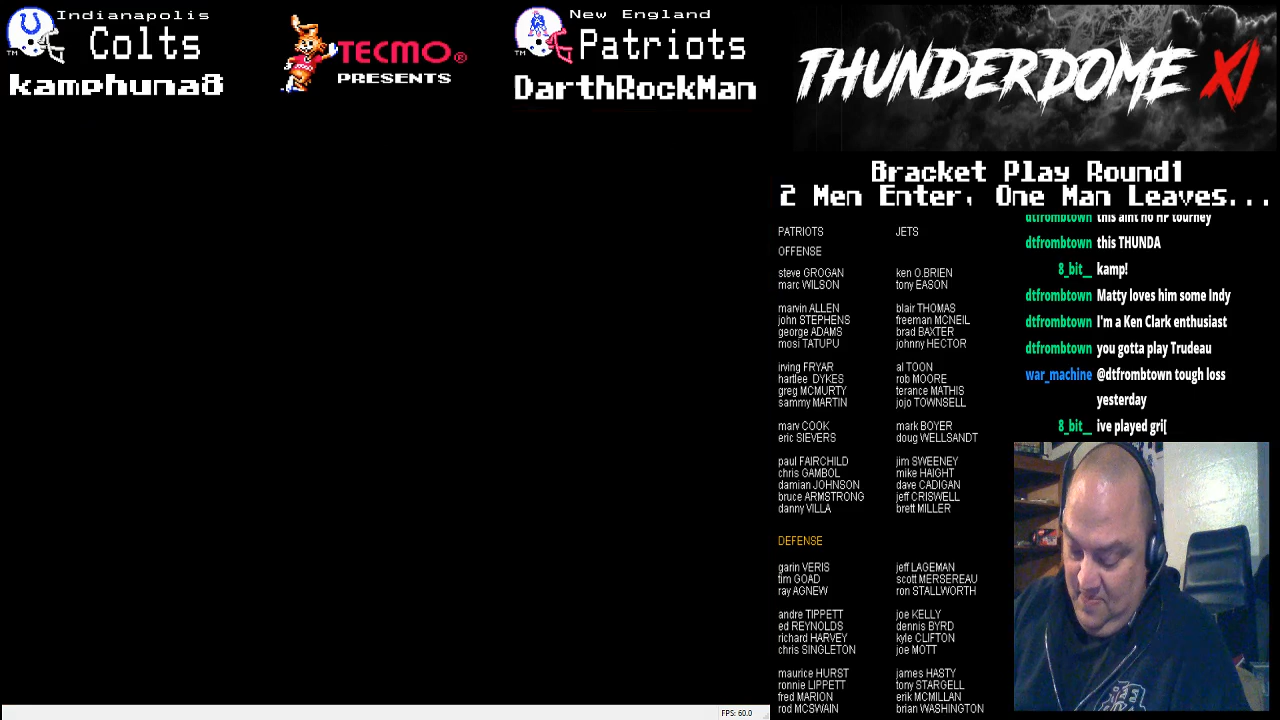 Indianapolis
Colts
kamphuna8
TM
TECMO®
PRESENTS
New England
Patriots
DarthRockMan
TM
THUNDERDOME XI
Bracket Play Round1
2 Men Enter, One Man Leaves...
PATRIOTS
OFFENSE
steve GROGAN
marc WILSON
marvin ALLEN
john STEPHENS
george ADAMS
mosi TATUPU
irving FRYAR
hartlee DYKES
greg MCMURTY
sammy MARTIN
marv COOK
eric SIEVERS
paul FAIRCHILD
chris GAMBOL
damian JOHNSON
bruce ARMSTRONG
danny VILLA
DEFENSE
garin VERIS
tim GOAD
ray AGNEW
andre TIPPETT
ed REYNOLDS
richard HARVEY
chris SINGLETON
maurice HURST
ronnie LIPPETT
fred MARION
rod MCSWAIN
JETS
ken O.BRIEN
tony EASON
blair THOMAS
freeman MCNEIL
brad BAXTER
johnny HECTOR
al TOON
rob MOORE
terance MATHIS
jojo TOWNSELL
mark BOYER
doug WELLSANDT
jim SWEENEY
mike HAIGHT
dave CADIGAN
jeff CRISWELL
brett MILLER
jeff LAGEMAN
scott MERSEREAU
ron STALLWORTH
joe KELLY
dennis BYRD
kyle CLIFTON
joe MOTT
james HASTY
tony STARGELL
erik MCMILLAN
brian WASHINGTON
dtfrombtown this aint no HP tourney
dtfrombtown this THUNDA
8_bit__ kamp!
dtfrombtown Matty loves him some Indy
dtfrombtown I'm a Ken Clark enthusiast
dtfrombtown you gotta play Trudeau
war_machine @dtfrombtown tough loss
yesterday
8_bit__ ive played gri[
FPS: 60.0